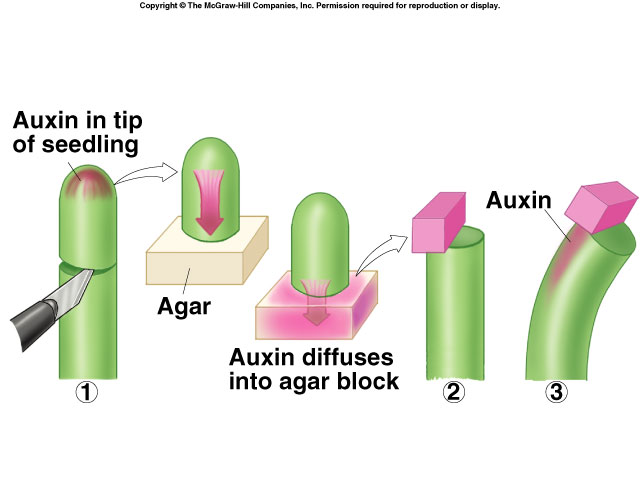 Copyright © The McGraw-Hill Companies, Inc. Permission required for reproduction or display.
Auxin in tip
of seedling
Agar
Auxin diffuses
into agar block
Auxin
1
2
3